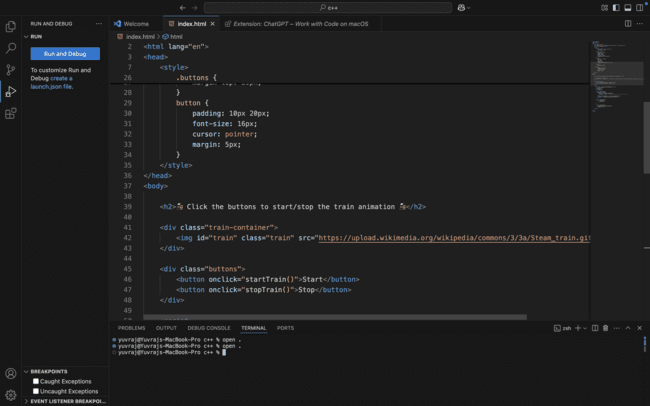 c++
RUN AND DEBUG
Welcome
index.html
Extension: ChatGPT – Work with Code on macOS
RUN
index.html > html
Run and Debug
To customize Run and
Debug create a
launch.json file.
2 <html lang="en">
3 <head>
7 <style>
26 .buttons {
28 }
29 button {
30 padding: 10px 20px;
31 font-size: 16px;
32 cursor: pointer;
33 margin: 5px;
34 }
35 </style>
36 </head>
37 <body>
38
39 <h2>🚂 Click the buttons to start/stop the train animation 🚂</h2>
40
41 <div class="train-container">
42 <img id="train" class="train" src="https://upload.wikimedia.org/wikipedia/commons/3/3a/Steam_train.gi
43 </div>
44
45 <div class="buttons">
46 <button onclick="startTrain()">Start</button>
47 <button onclick="stopTrain()">Stop</button>
48 </div>
49
PROBLEMS OUTPUT DEBUG CONSOLE TERMINAL PORTS
zsh
yuvraj@Yuvrajs-MacBook-Pro c++ % open .
yuvraj@Yuvrajs-MacBook-Pro c++ % open .
yuvraj@Yuvrajs-MacBook-Pro c++ %
BREAKPOINTS
Caught Exceptions
Uncaught Exceptions
EVENT LISTENER BREAKPOI...